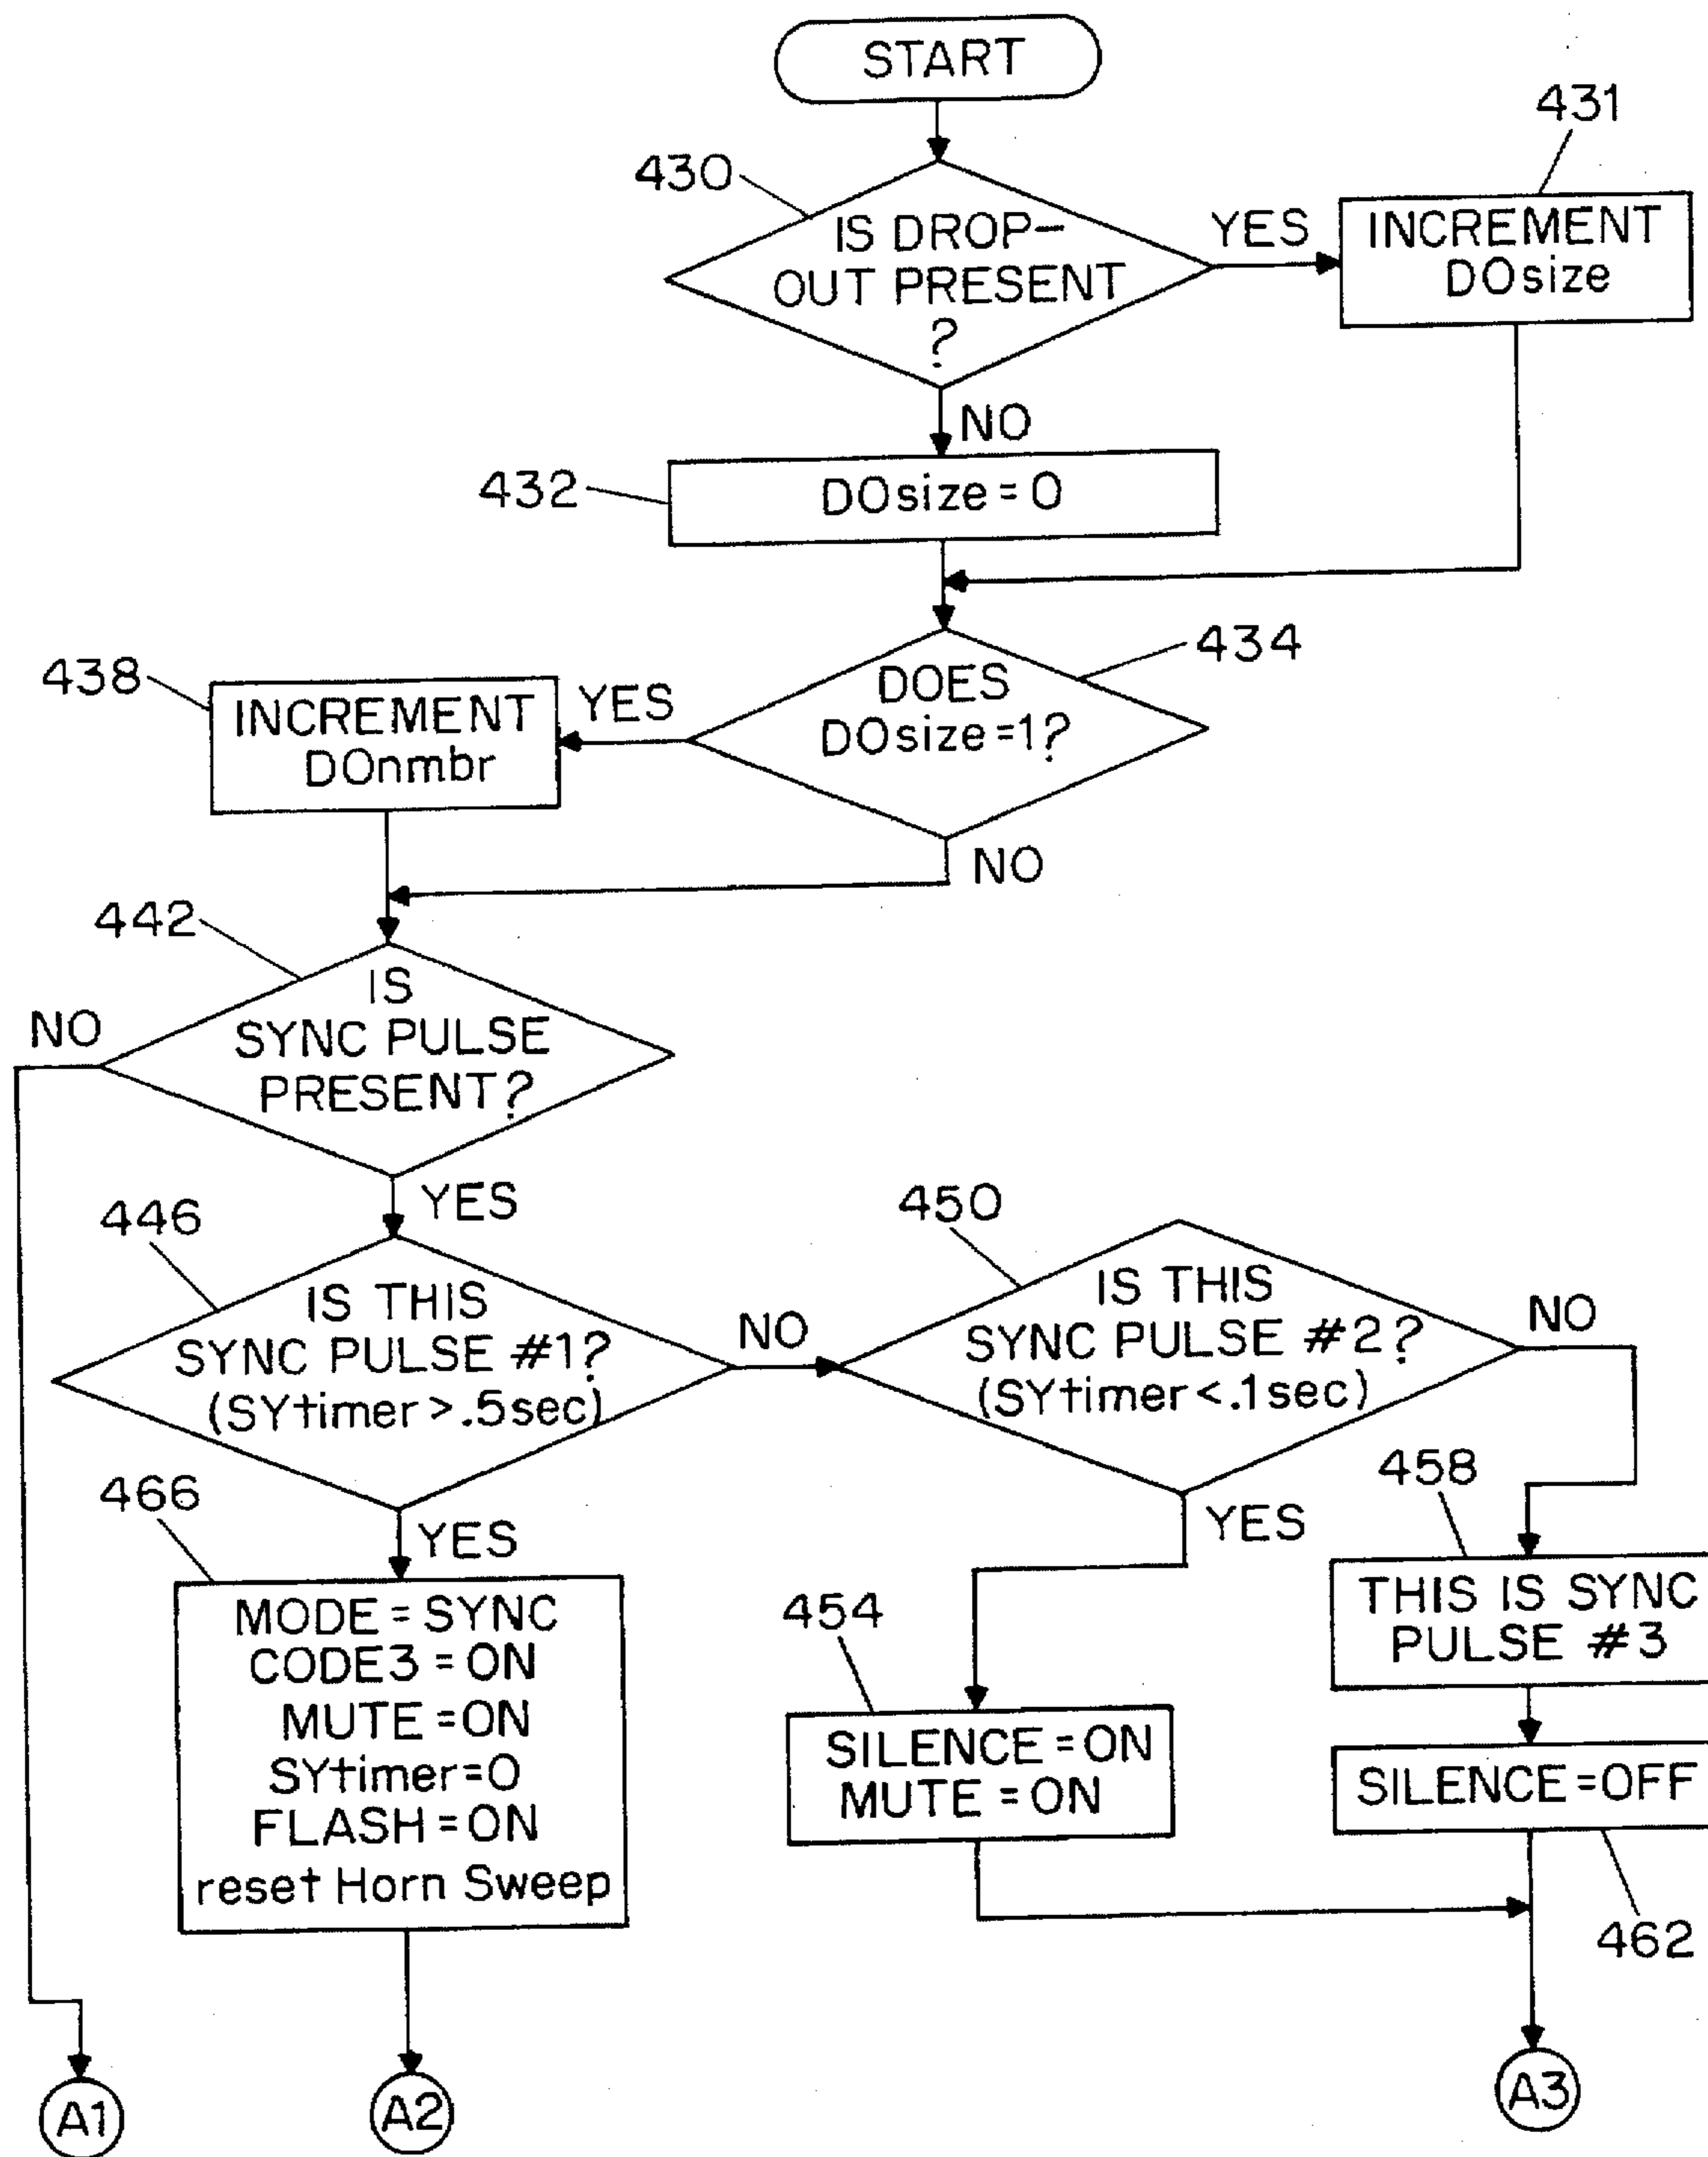 START
431
430
IS DROP-
OUT PRESENT
?
YES
INCREMENT
DOsize
NO
432
DOsize = 0
434
438
DOES
DOsize = 1?
YES
INCREMENT
DOnmbr
NO
442
IS
SYNC PULSE
PRESENT?
NO
YES
446
450
IS THIS
SYNC PULSE #1?
(SYtimer > .5sec)
NO
IS THIS
SYNC PULSE #2?
(SYtimer < .1sec)
NO
466
YES
YES
458
MODE = SYNC
CODE3 = ON
MUTE = ON
SYtimer = 0
FLASH = ON
reset Horn Sweep
454
SILENCE = ON
MUTE = ON
THIS IS SYNC
PULSE #3
SILENCE = OFF
462
A1
A2
A3